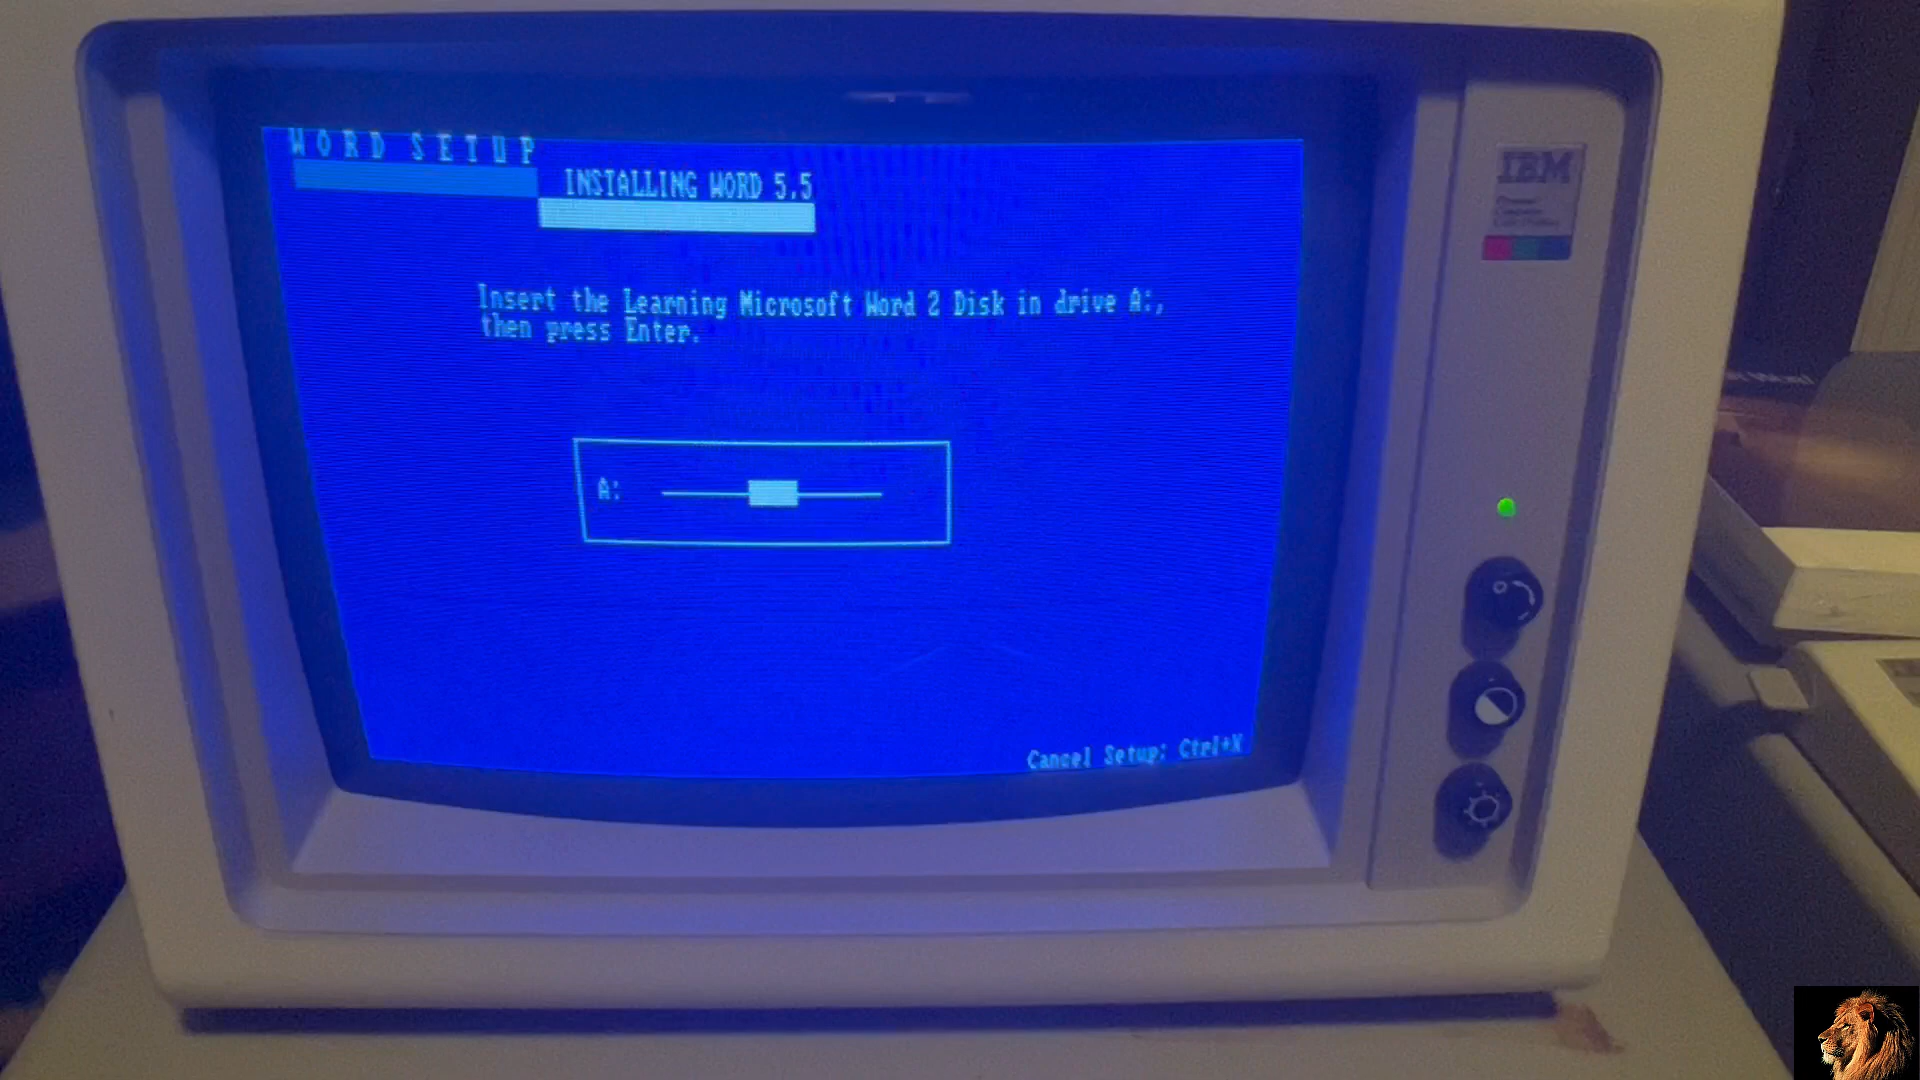 WORD SETUP
INSTALLING WORD 5.5
Insert the Learning Microsoft Word 2 Disk in drive A:,
then press Enter.
A:
Cancel Setup: Ctrl+X
IBM